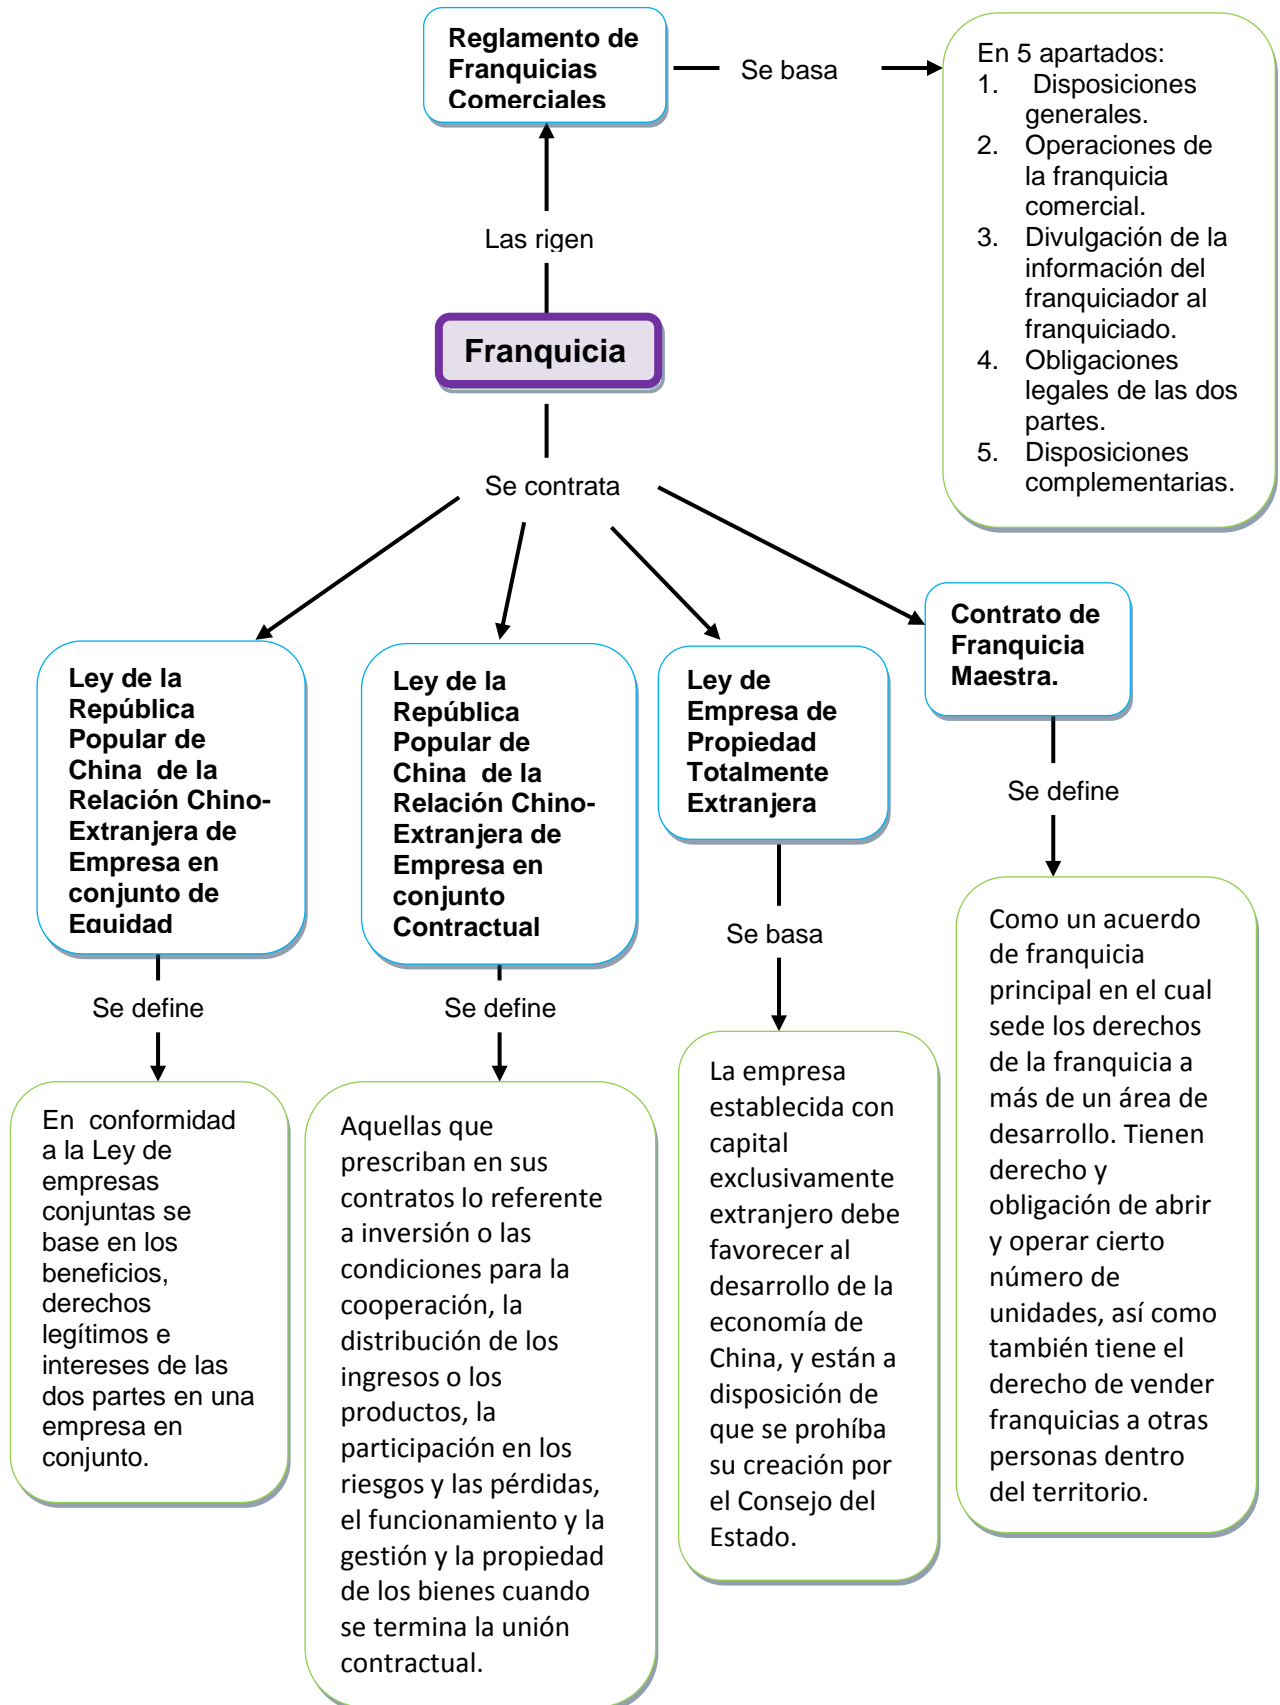 Reglamento de
Franquicias
Comerciales
Se basa
En 5 apartados:
1. Disposiciones
generales.
2. Operaciones de
la franquicia
comercial.
3. Divulgación de la
información del
franquiciador al
franquiciado.
4. Obligaciones
legales de las dos
partes.
5. Disposiciones
complementarias.
Las rigen
Franquicia
Se contrata
Ley de la
República
Popular de
China de la
Relación Chino-
Extranjera de
Empresa en
conjunto de
Equidad
Ley de la
República
Popular de
China de la
Relación Chino-
Extranjera de
Empresa en
conjunto
Contractual
Ley de
Empresa de
Propiedad
Totalmente
Extranjera
Contrato de
Franquicia
Maestra.
Se define
Se define
Se basa
Se define
En conformidad
a la Ley de
empresas
conjuntas se
base en los
beneficios,
derechos
legítimos e
intereses de las
dos partes en una
empresa en
conjunto.
Aquellas que
prescriban en sus
contratos lo referente
a inversión o las
condiciones para la
cooperación, la
distribución de los
ingresos o los
productos, la
participación en los
riesgos y las pérdidas,
el funcionamiento y la
gestión y la propiedad
de los bienes cuando
se termina la unión
contractual.
La empresa
establecida con
capital
exclusivamente
extranjero debe
favorecer al
desarrollo de la
economía de
China, y están a
disposición de
que se prohíba
su creación por
el Consejo del
Estado.
Como un acuerdo
de franquicia
principal en el cual
sede los derechos
de la franquicia a
más de un área de
desarrollo. Tienen
derecho y
obligación de abrir
y operar cierto
número de
unidades, así como
también tiene el
derecho de vender
franquicias a otras
personas dentro
del territorio.